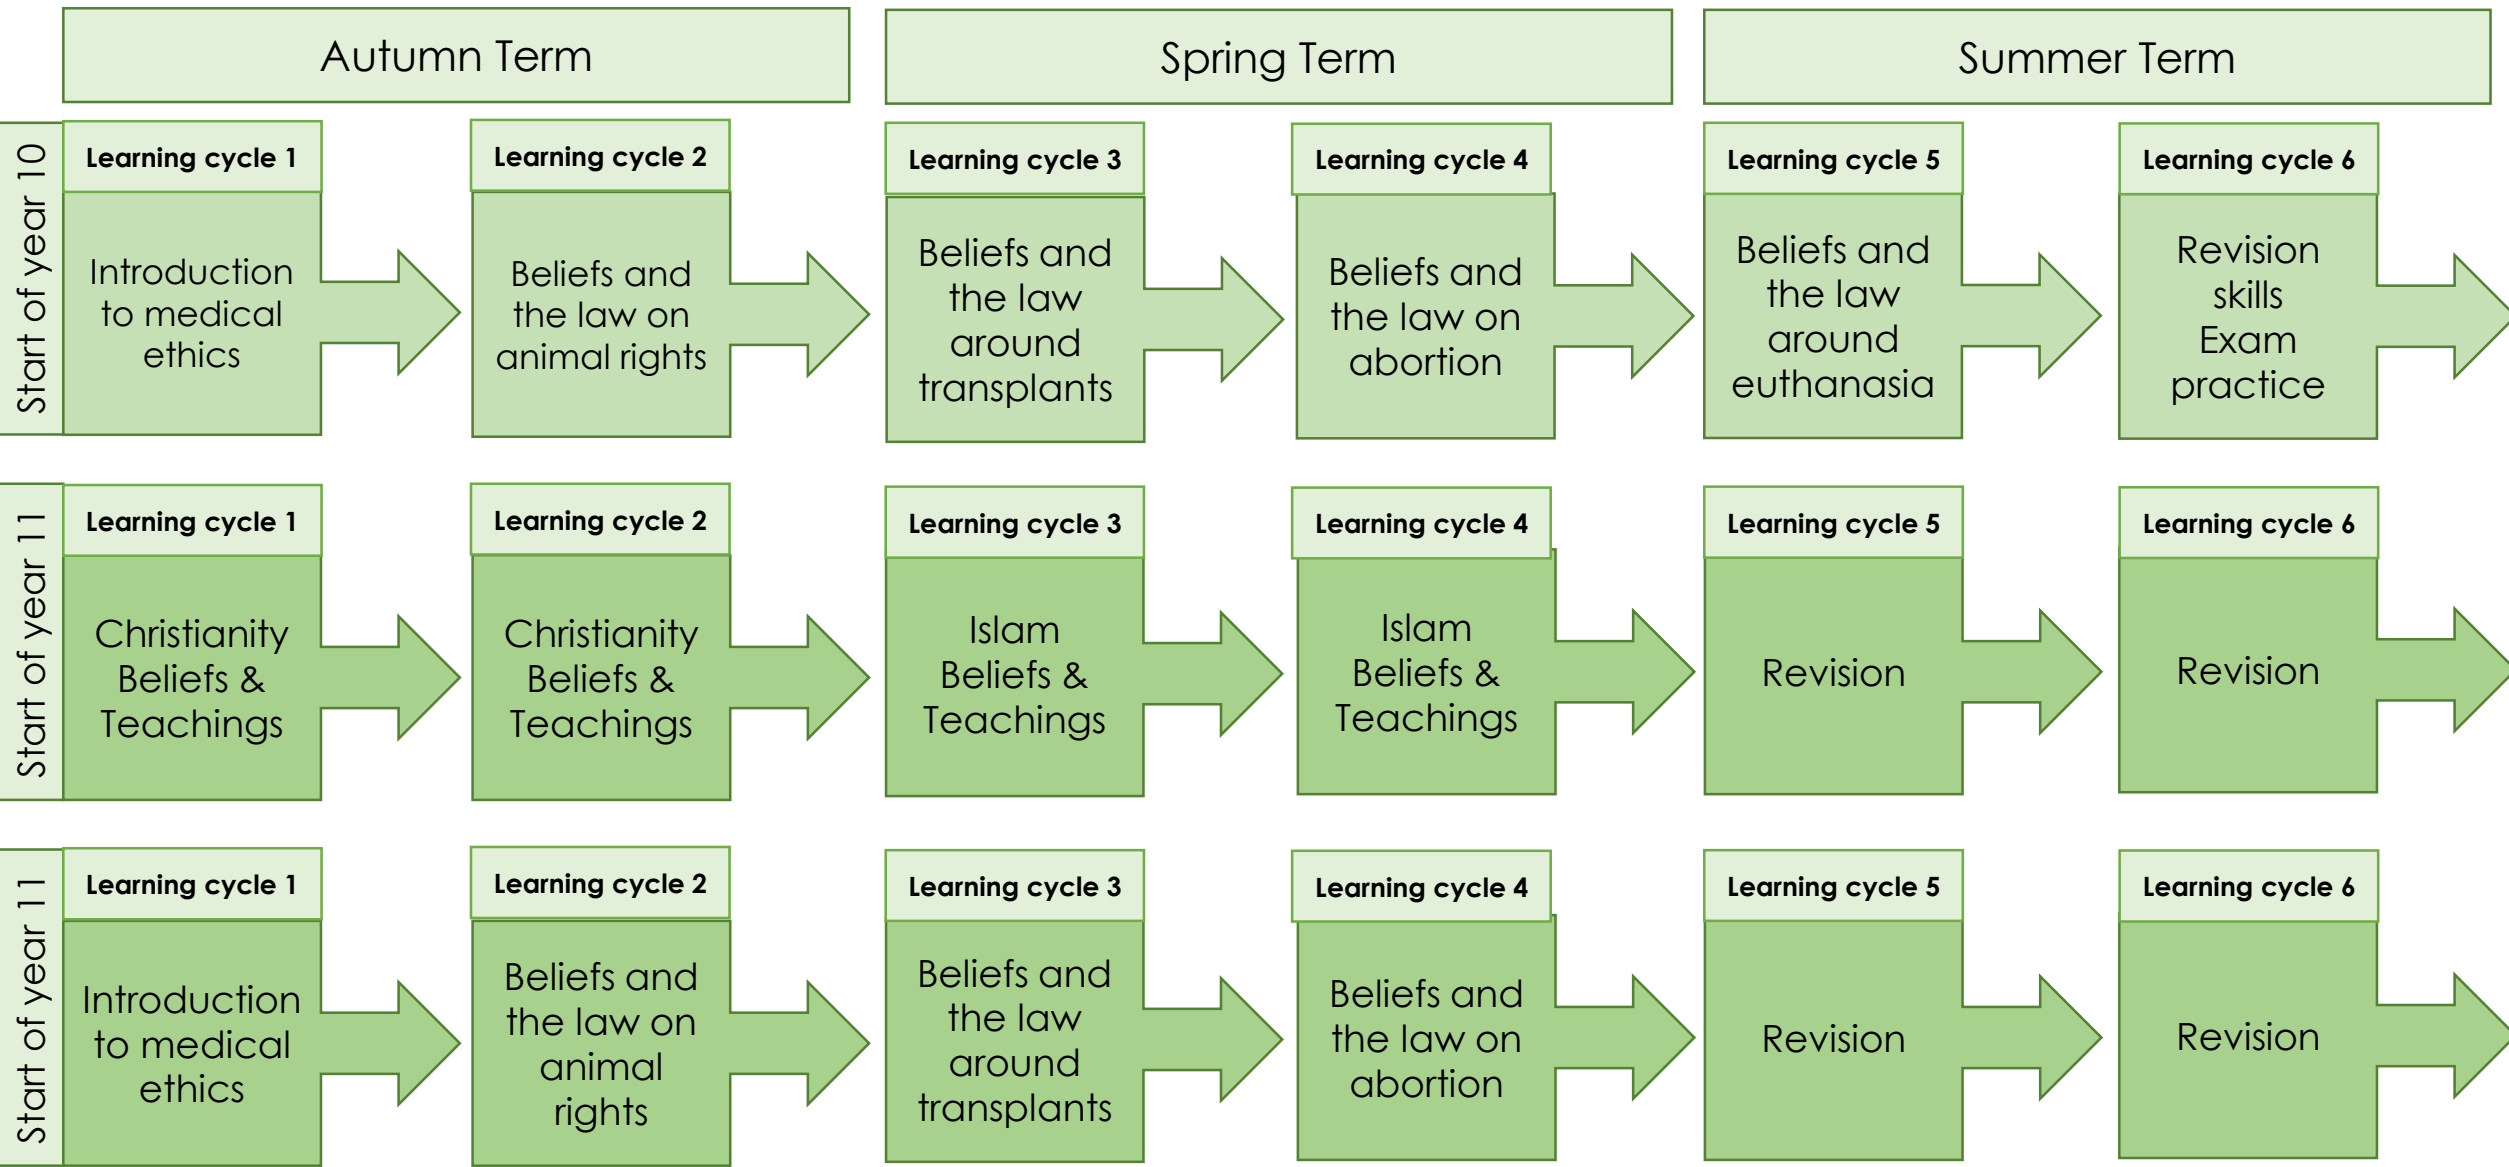 Autumn Term
Spring Term
Summer Term
Start of year 10
Learning cycle 1
Introduction
to medical
ethics
Learning cycle 2
Beliefs and
the law on
animal rights
Learning cycle 3
Beliefs and
the law
around
transplants
Learning cycle 4
Beliefs and
the law on
abortion
Learning cycle 5
Beliefs and
the law
around
euthanasia
Learning cycle 6
Revision
skills
Exam
practice
Start of year 11
Learning cycle 1
Christianity
Beliefs &
Teachings
Learning cycle 2
Christianity
Beliefs &
Teachings
Learning cycle 3
Islam
Beliefs &
Teachings
Learning cycle 4
Islam
Beliefs &
Teachings
Learning cycle 5
Revision
Learning cycle 6
Revision
Start of year 11
Learning cycle 1
Introduction
to medical
ethics
Learning cycle 2
Beliefs and
the law on
animal
rights
Learning cycle 3
Beliefs and
the law
around
transplants
Learning cycle 4
Beliefs and
the law on
abortion
Learning cycle 5
Revision
Learning cycle 6
Revision